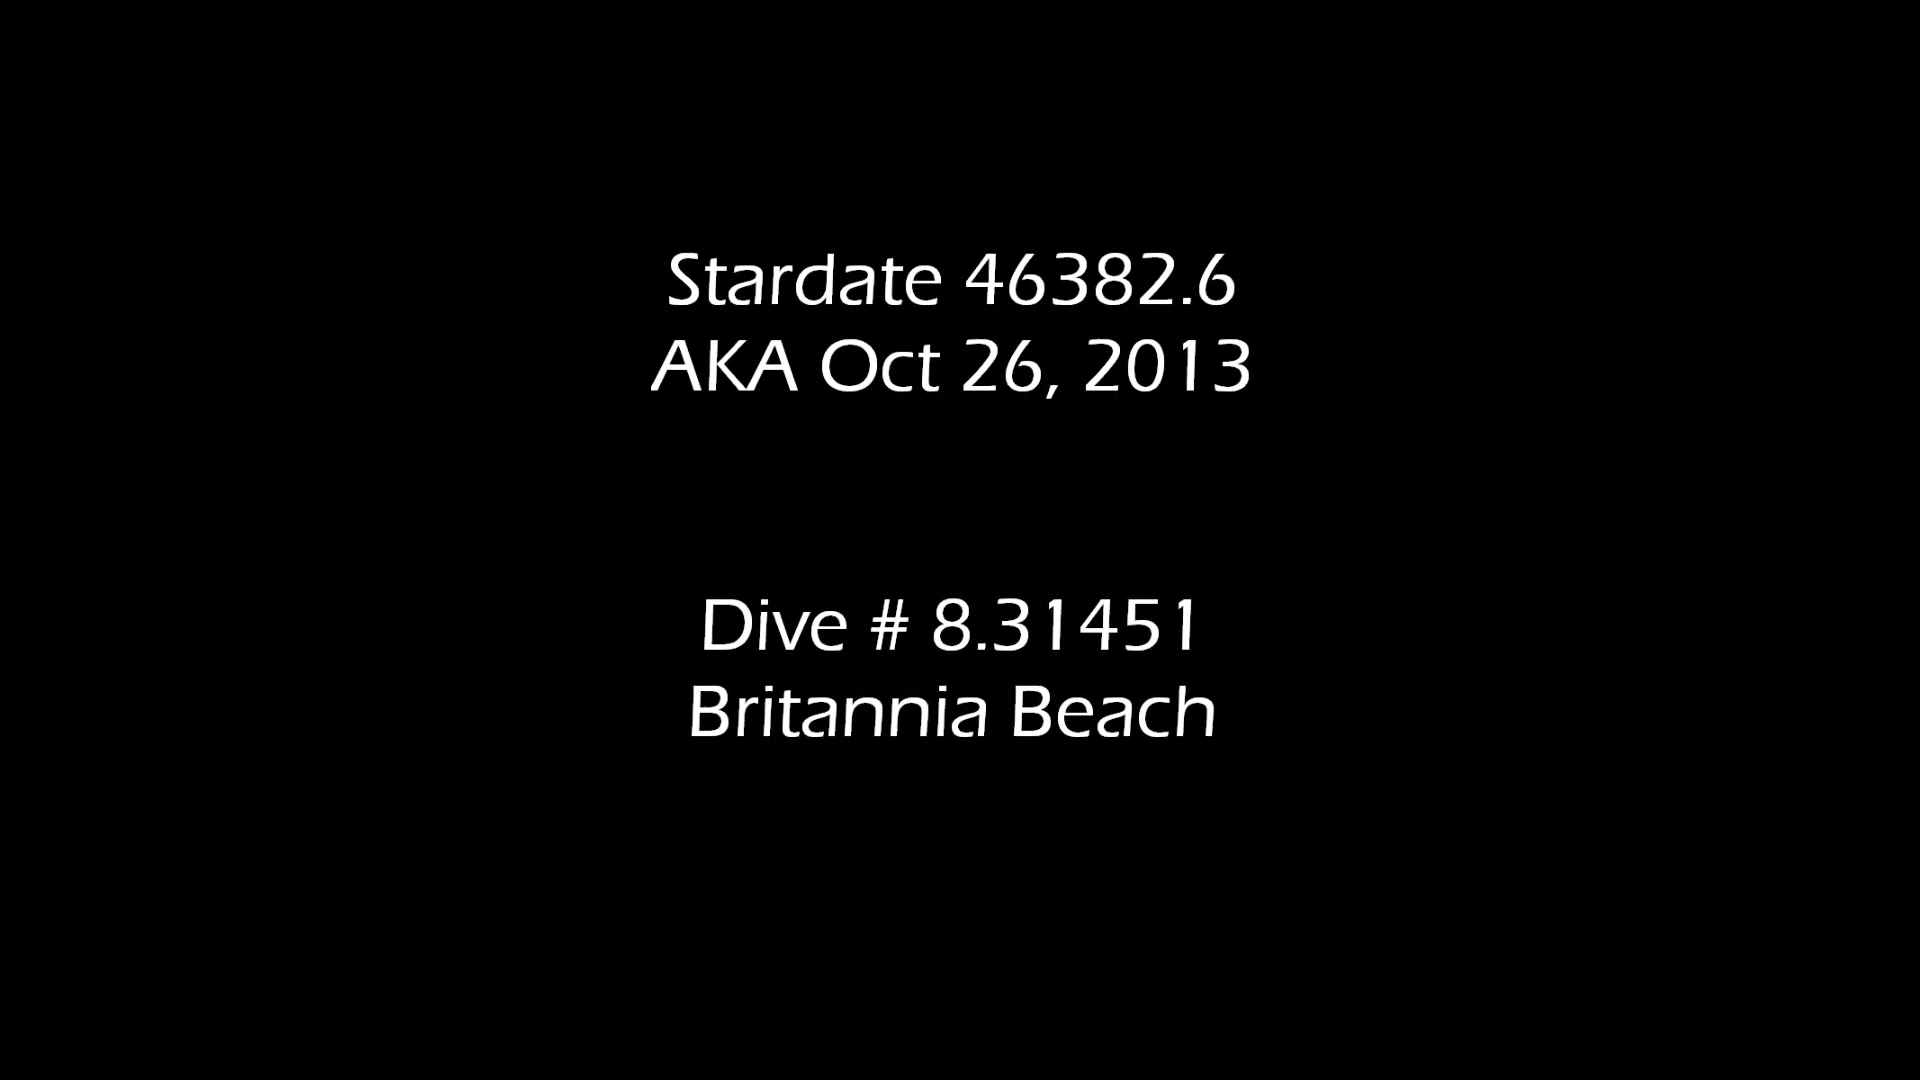 Stardate 46382.6
AKA Oct 26, 2013
Dive # 8.31451
Britannia Beach